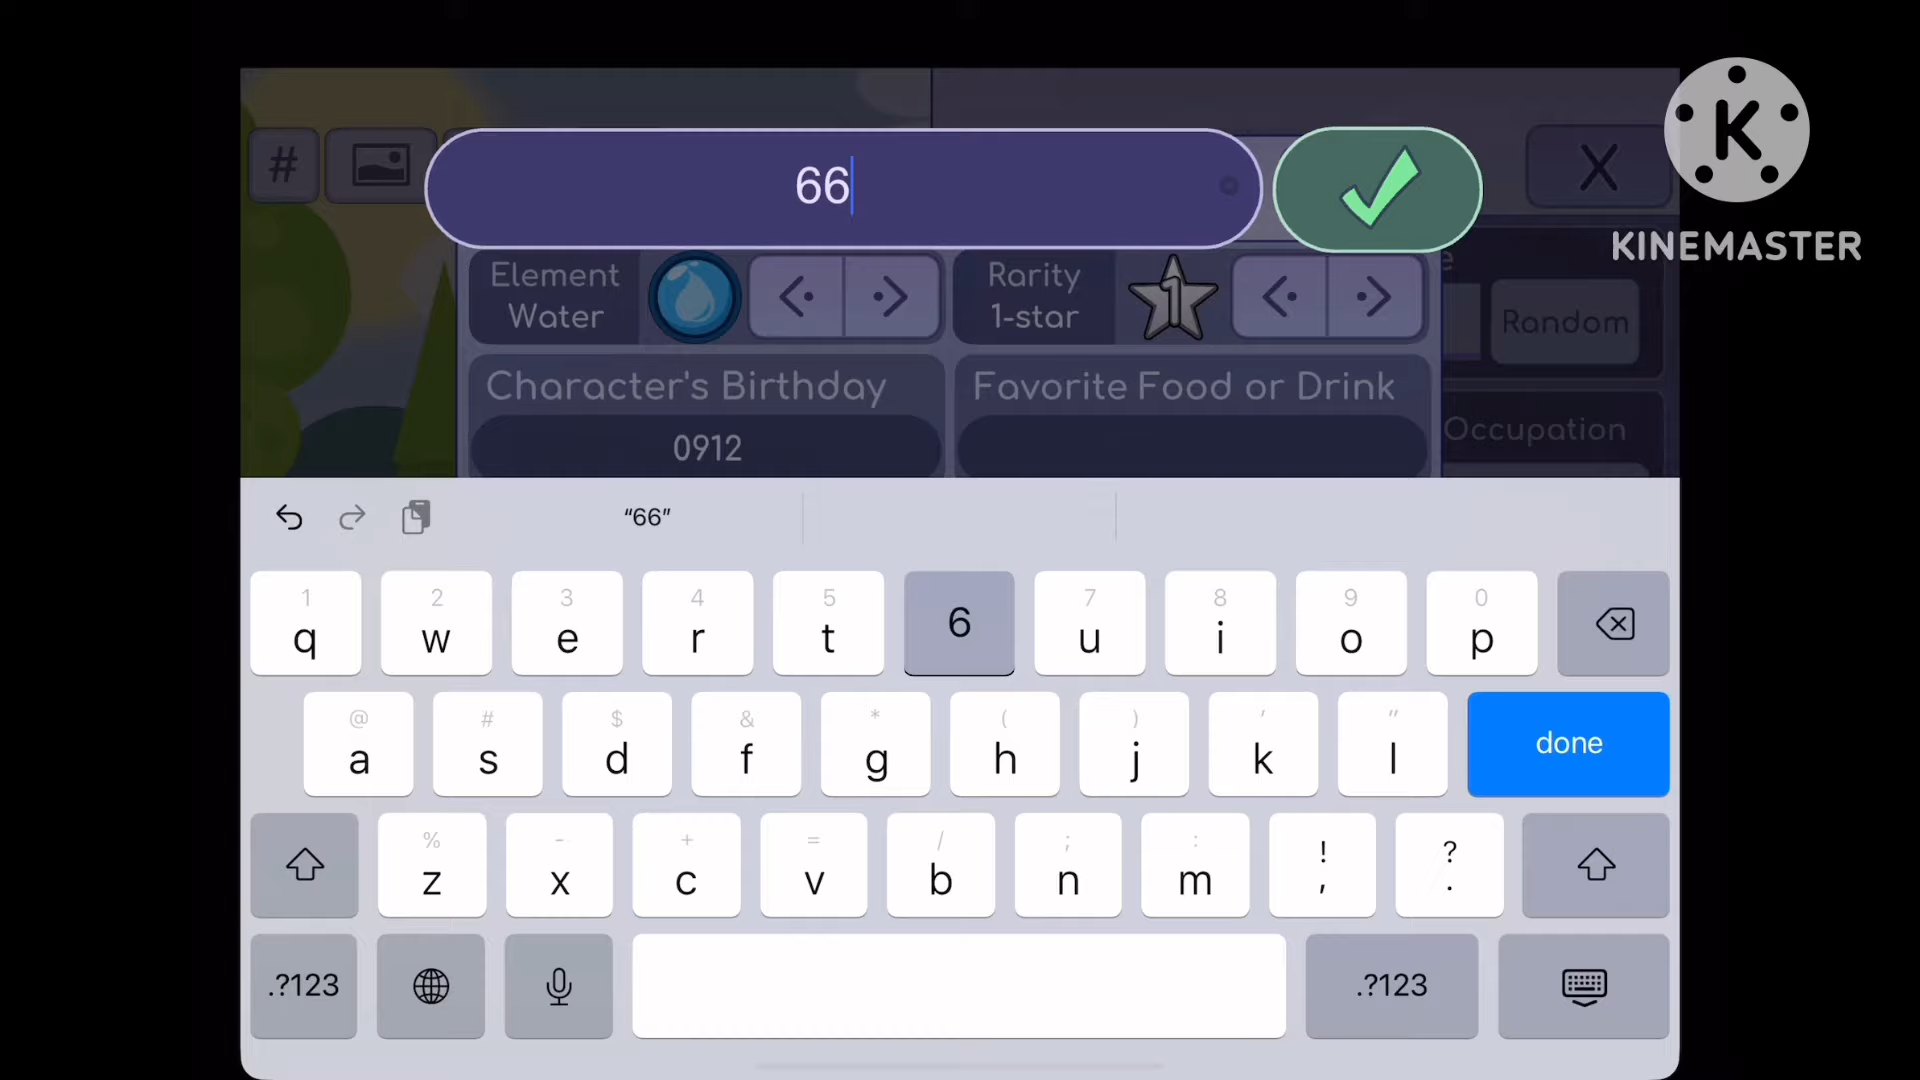 K
KINEMASTER
#
66
X
Element
Water
Rarity
1-star
1
Random
Character's Birthday
Favorite Food or Drink
0912
Occupation
“66”
1 2 3 4 5 6 7 8 9 0
q w e r t u i o p
@ # $ & * ( ) ' "
a s d f g h j k l done
% - + = / ; : ! ?
z x c v b n m , .
.?123 .?123